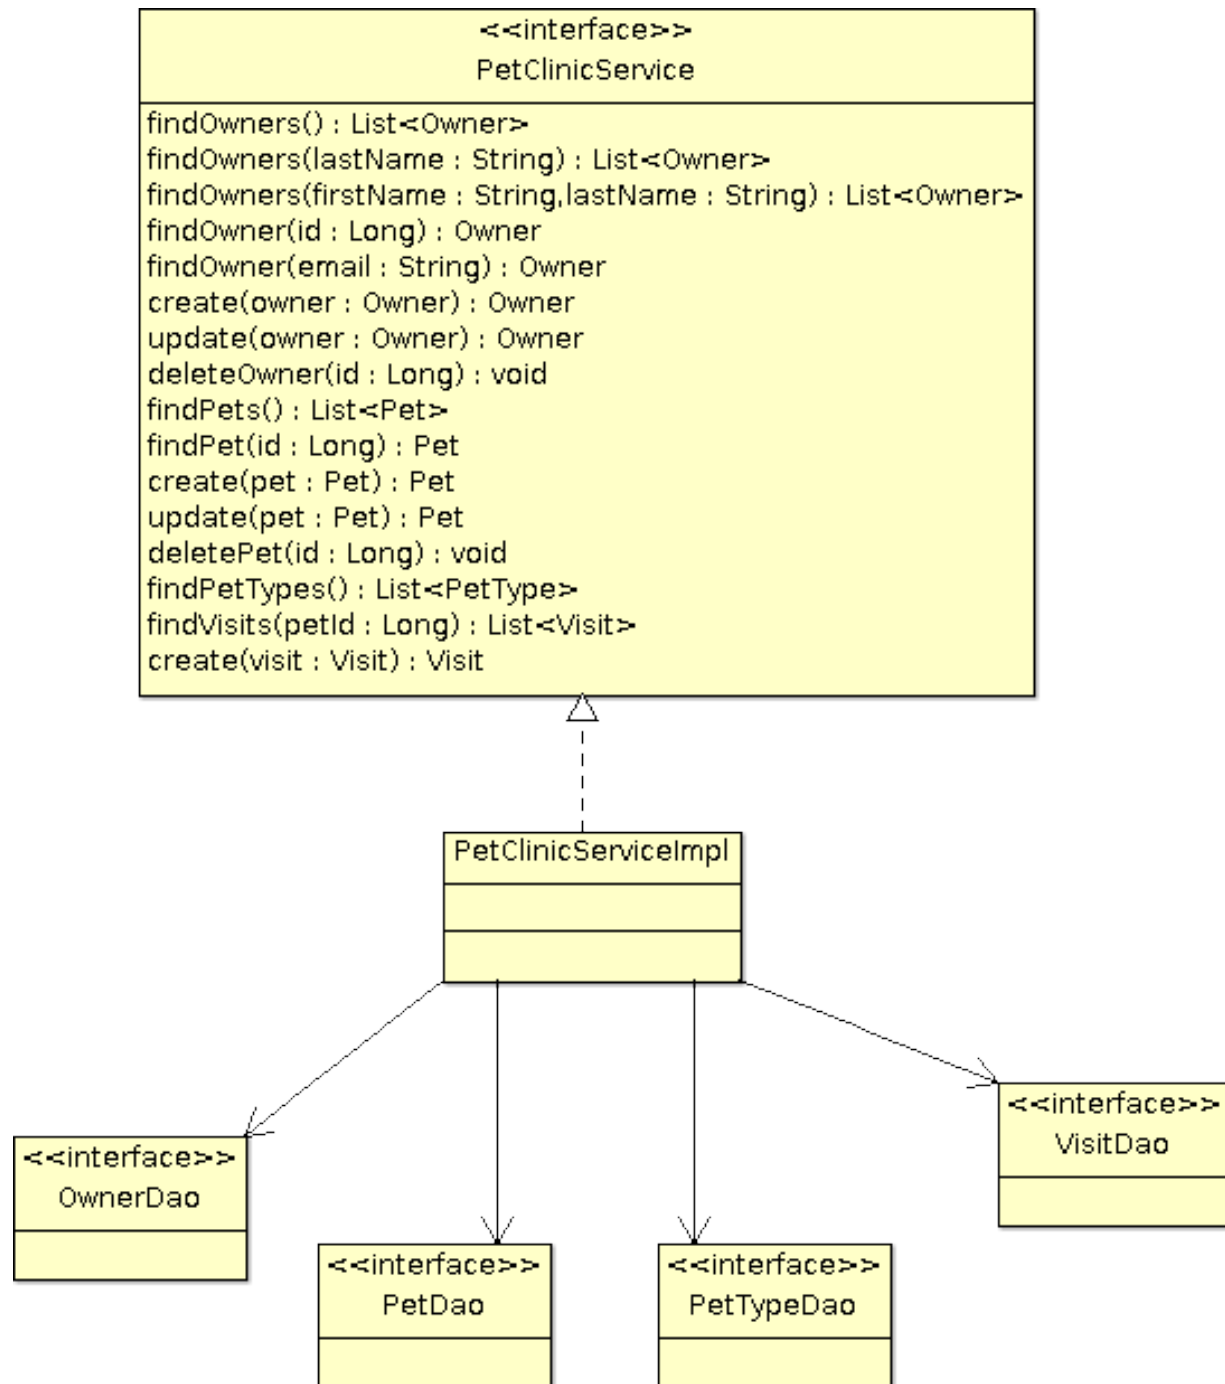 <<interface>>
PetClinicService
findOwners() : List<Owner>
findOwners(lastName : String) : List<Owner>
findOwners(firstName : String,lastName : String) : List<Owner>
findOwner(id : Long) : Owner
findOwner(email : String) : Owner
create(owner : Owner) : Owner
update(owner : Owner) : Owner
deleteOwner(id : Long) : void
findPets() : List<Pet>
findPet(id : Long) : Pet
create(pet : Pet) : Pet
update(pet : Pet) : Pet
deletePet(id : Long) : void
findPetTypes() : List<PetType>
findVisits(petId : Long) : List<Visit>
create(visit : Visit) : Visit
PetClinicServiceImpl
<<interface>>
OwnerDao
<<interface>>
PetDao
<<interface>>
PetTypeDao
<<interface>>
VisitDao